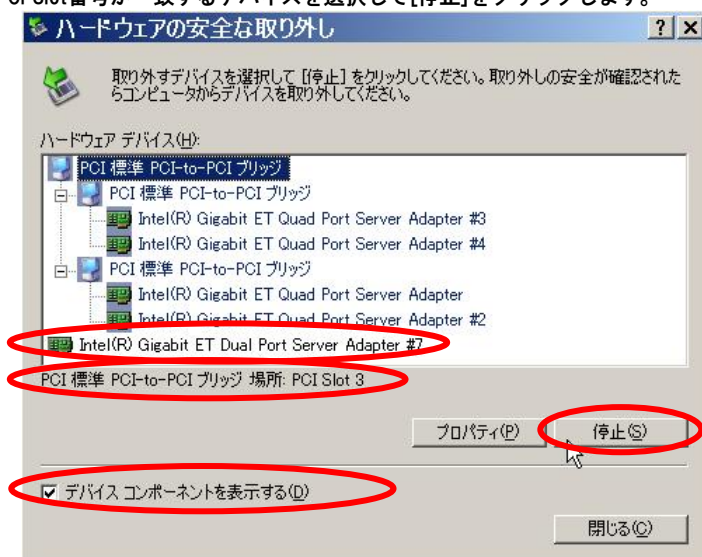 ハードウェアの安全な取り外し
取り外すデバイスを選択して [停止] をクリックしてください。取り外しの安全が確認された
らコンピュータからデバイスを取り外してください。
ハードウェア デバイス(H):
PCI 標準 PCI-to-PCI ブリッジ
PCI 標準 PCI-to-PCI ブリッジ
Intel(R) Gigabit ET Quad Port Server Adapter #3
Intel(R) Gigabit ET Quad Port Server Adapter #4
PCI 標準 PCI-to-PCI ブリッジ
Intel(R) Gigabit ET Quad Port Server Adapter
Intel(R) Gigabit ET Quad Port Server Adapter #2
Intel(R) Gigabit ET Dual Port Server Adapter #7
PCI 標準 PCI-to-PCI ブリッジ 場所: PCI Slot 3
プロパティ(P) 停止(S)
デバイス コンポーネントを表示する(D)
閉じる(C)